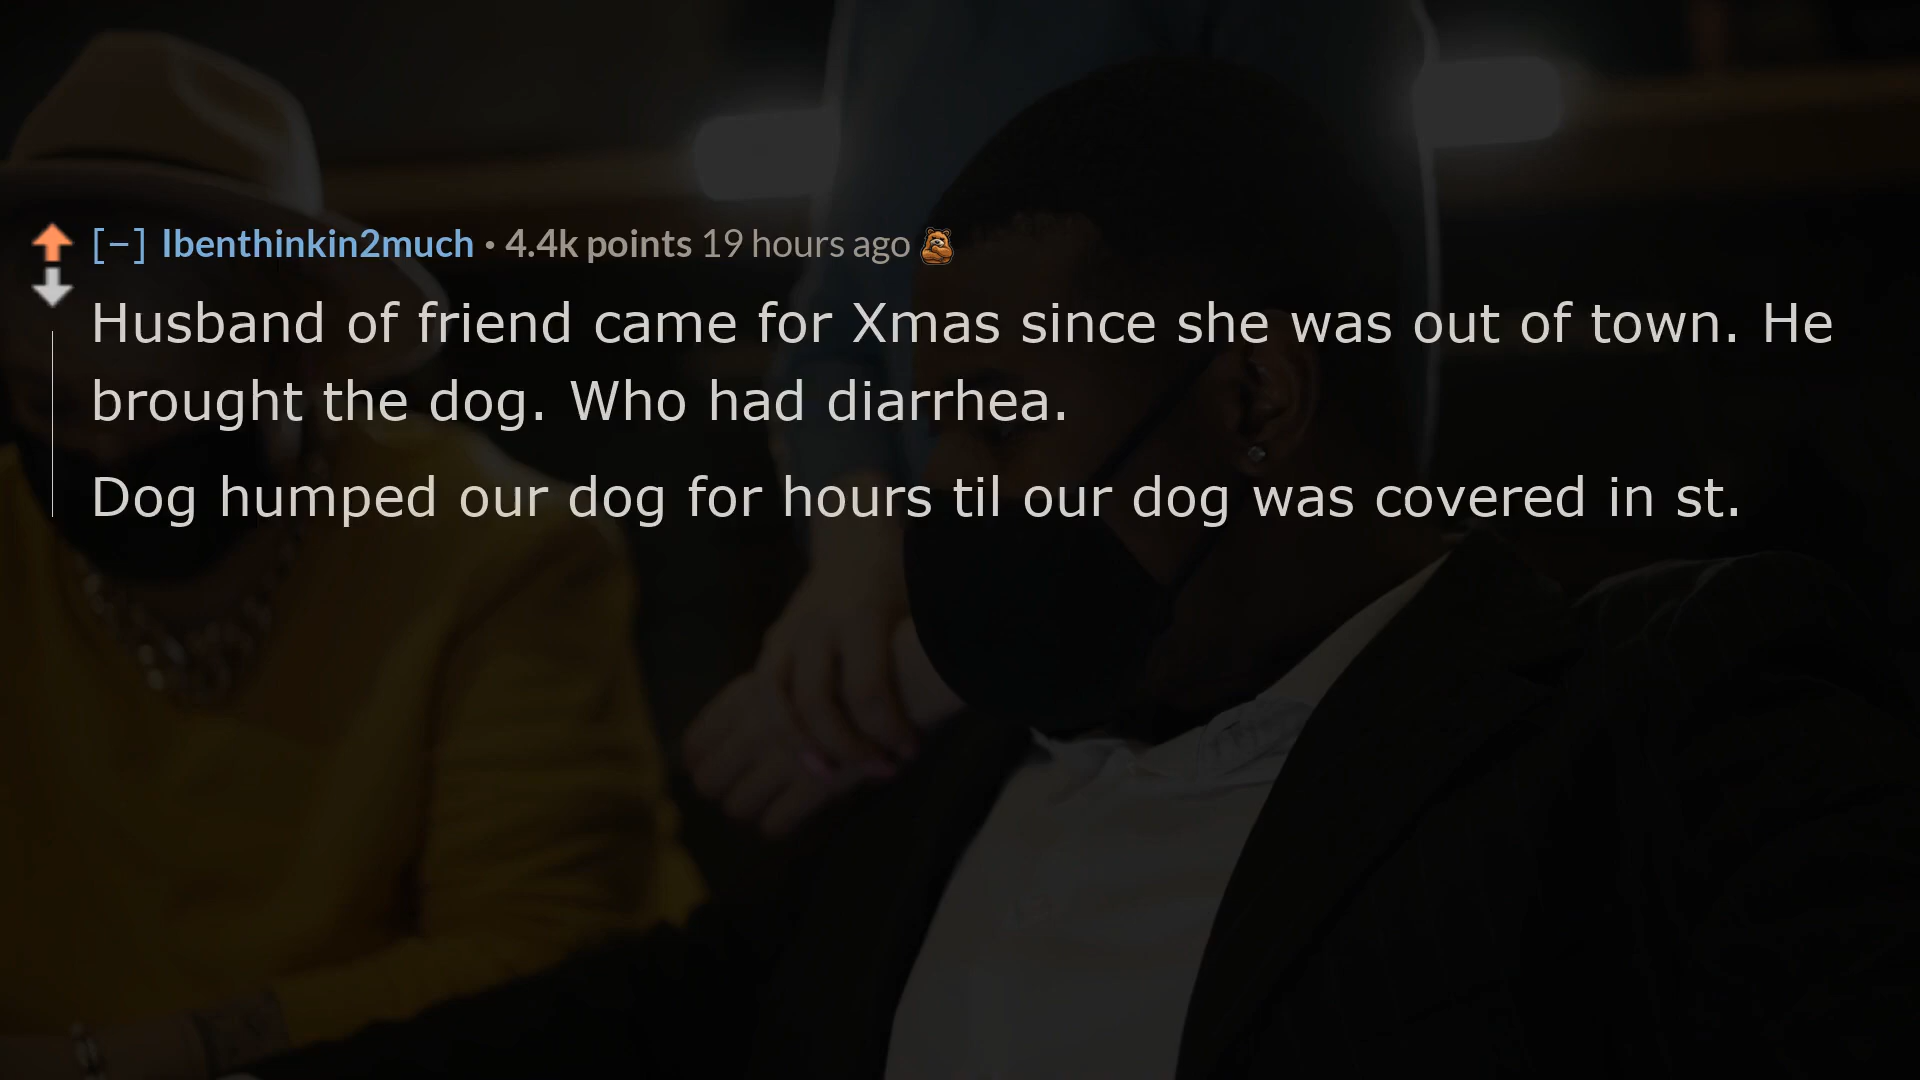 [−] Ibenthinkin2much • 4.4k points 19 hours ago
Husband of friend came for Xmas since she was out of town. He
brought the dog. Who had diarrhea.
Dog humped our dog for hours til our dog was covered in st.